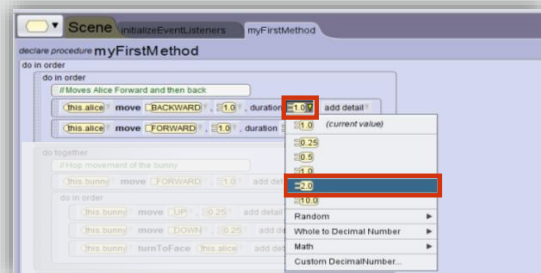 Scene initializeEventListeners myFirstMethod
declare procedure myFirstMethod
do in order
do in order
// Moves Alice Forward and then back
this.alice move BACKWARD , 1.0 , duration 1.0 add detail
this.alice move FORWARD , 1.0 , duration
1.0 (current value)
0.25
0.5
1.0
2.0
10.0
Random
Whole to Decimal Number
Math
Custom DecimalNumber...
do together
// Hop movement of the bunny
this.bunny move FORWARD , 1.0 add det
do in order
this.bunny move UP , 0.25 add detail
this.bunny move DOWN , 0.25 add de
this.bunny turnToFace this.alice add det